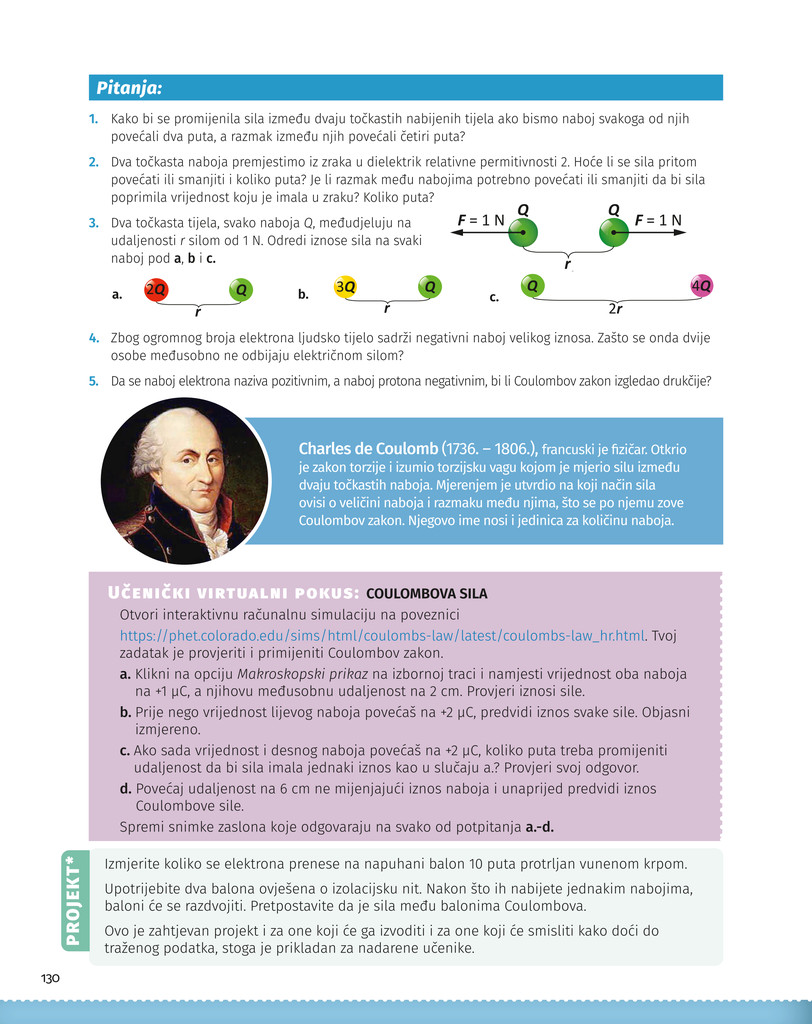 Pitanja:
1. Kako bi se promijenila sila između dvaju točkastih nabijenih tijela ako bismo naboj svakoga od njih
povećali dva puta, a razmak između njih povećali četiri puta?
2. Dva točkasta naboja premjestimo iz zraka u dielektrik relativne permitivnosti 2. Hoće li se sila pritom
povećati ili smanjiti i koliko puta? Je li razmak među nabojima potrebno povećati ili smanjiti da bi sila
poprimila vrijednost koju je imala u zraku? Koliko puta?
3. Dva točkasta tijela, svako naboja Q, međudjeluju na
udaljenosti r silom od 1 N. Odredi iznose sila na svaki
naboj pod a, b i c.
Q Q
F = 1 N F = 1 N
r
a. 2Q Q
r
b. 3Q Q
r
c. Q 4Q
2r
4. Zbog ogromnog broja elektrona ljudsko tijelo sadrži negativni naboj velikog iznosa. Zašto se onda dvije
osobe međusobno ne odbijaju električnom silom?
5. Da se naboj elektrona naziva pozitivnim, a naboj protona negativnim, bi li Coulombov zakon izgledao drukčije?
Charles de Coulomb (1736. – 1806.), francuski je fizičar. Otkrio
je zakon torzije i izumio torzijsku vagu kojom je mjerio silu između
dvaju točkastih naboja. Mjerenjem je utvrdio na koji način sila
ovisi o veličini naboja i razmaku među njima, što se po njemu zove
Coulombov zakon. Njegovo ime nosi i jedinica za količinu naboja.
UČENIČKI VIRTUALNI POKUS: COULOMBOVA SILA
Otvori interaktivnu računalnu simulaciju na poveznici
https://phet.colorado.edu/sims/html/coulombs-law/latest/coulombs-law_hr.html. Tvoj
zadatak je provjeriti i primijeniti Coulombov zakon.
a. Klikni na opciju Makroskopski prikaz na izbornoj traci i namjesti vrijednost oba naboja
na +1 µC, a njihovu međusobnu udaljenost na 2 cm. Provjeri iznosi sile.
b. Prije nego vrijednost lijevog naboja povećaš na +2 µC, predvidi iznos svake sile. Objasni
izmjereno.
c. Ako sada vrijednost i desnog naboja povećaš na +2 µC, koliko puta treba promijeniti
udaljenost da bi sila imala jednaki iznos kao u slučaju a.? Provjeri svoj odgovor.
d. Povećaj udaljenost na 6 cm ne mijenjajući iznos naboja i unaprijed predvidi iznos
Coulombove sile.
Spremi snimke zaslona koje odgovaraju na svako od potpitanja a.-d.
PROJEKT*
Izmjerite koliko se elektrona prenese na napuhani balon 10 puta protrljan vunenom krpom.
Upotrijebite dva balona ovješena o izolacijsku nit. Nakon što ih nabijete jednakim nabojima,
baloni će se razdvojiti. Pretpostavite da je sila među balonima Coulombova.
Ovo je zahtjevan projekt i za one koji će ga izvoditi i za one koji će smisliti kako doći do
traženog podatka, stoga je prikladan za nadarene učenike.
130